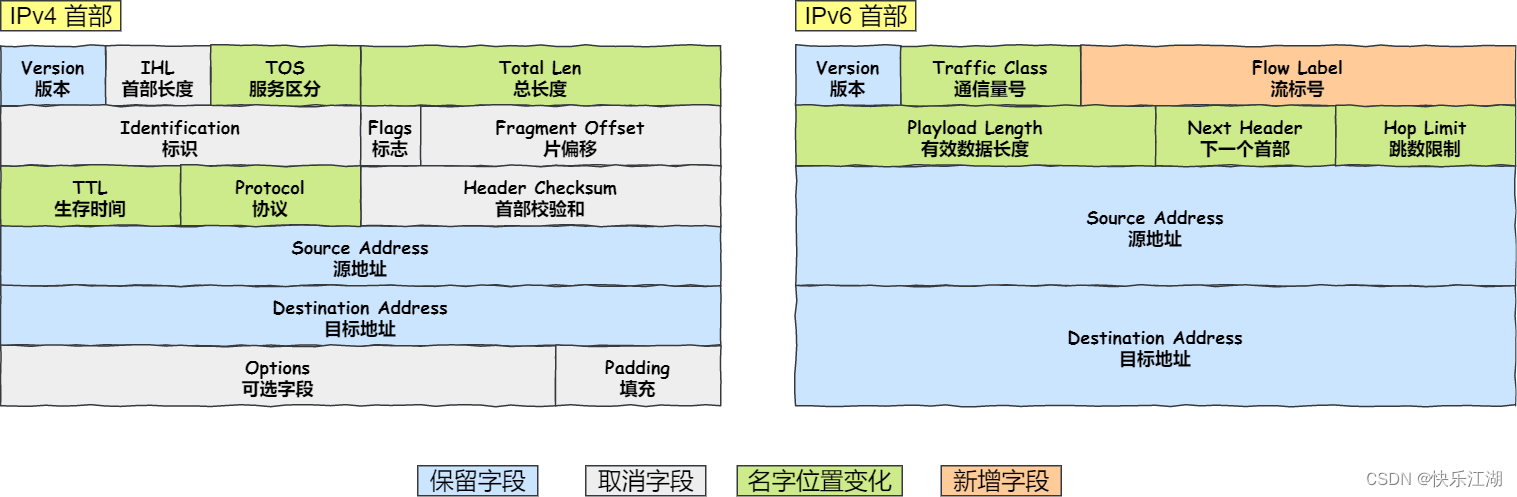 IPv4 首部
Version
版本
IHL
首部长度
TOS
服务区分
Total Len
总长度
Identification
标识
Flags
标志
Fragment Offset
片偏移
TTL
生存时间
Protocol
协议
Header Checksum
首部校验和
Source Address
源地址
Destination Address
目标地址
Options
可选字段
Padding
填充
IPv6 首部
Version
版本
Traffic Class
通信量号
Flow Label
流标号
Playload Length
有效数据长度
Next Header
下一个首部
Hop Limit
跳数限制
Source Address
源地址
Destination Address
目标地址
保留字段
取消字段
名字位置变化
新增字段
CSDN @快乐江湖